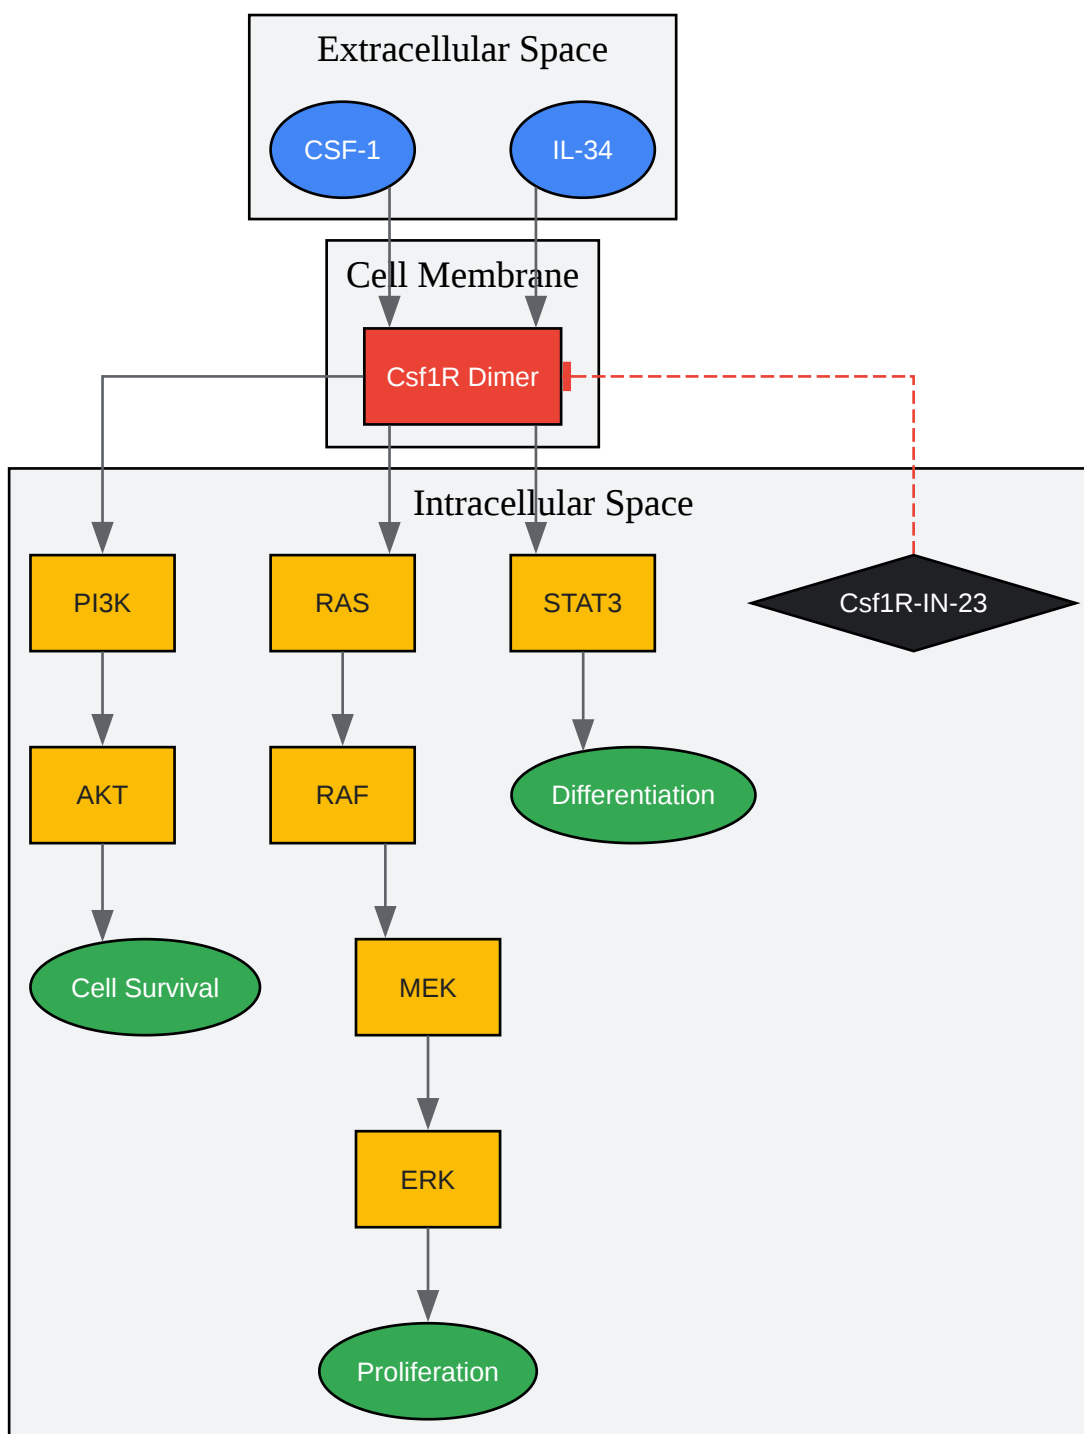 Extracellular Space
CSF-1
IL-34
Cell Membrane
Csf1R Dimer
Intracellular Space
PI3K
RAS
STAT3
Csf1R-IN-23
AKT
RAF
Differentiation
Cell Survival
MEK
ERK
Proliferation